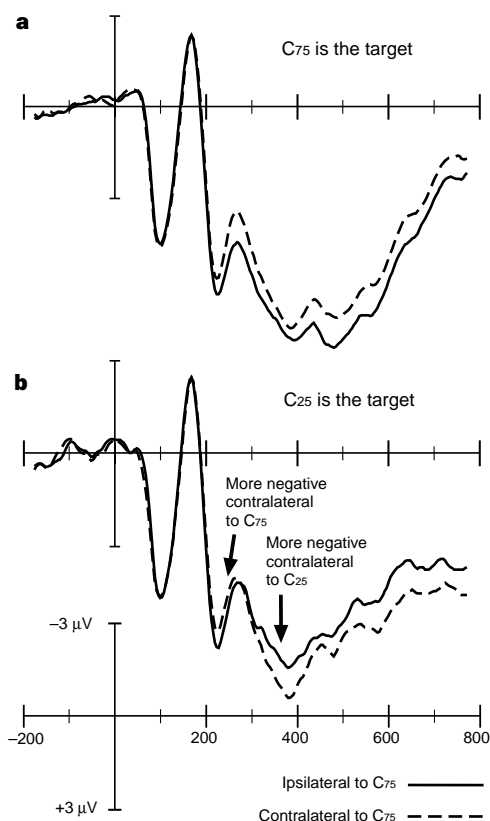 a
C75 is the target
b
C25 is the target
More negative
contralateral
to C75
More negative
contralateral
to C25
–3 μV
–200 200 400 600 800
+3 μV
Ipsilateral to C75
Contralateral to C75